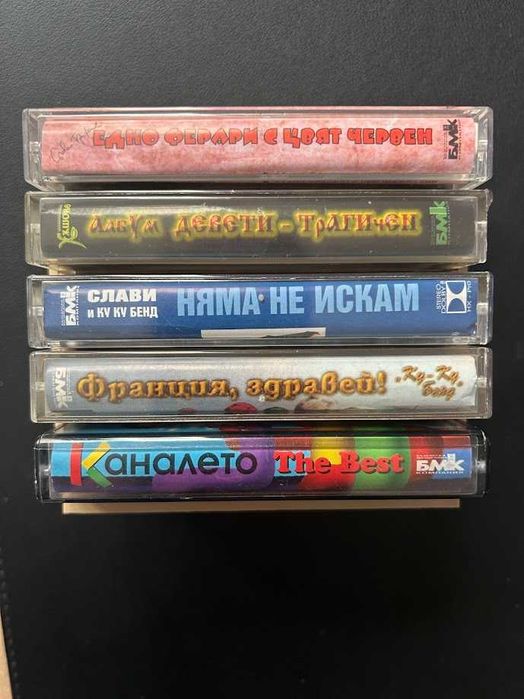 ЕДНО ФЕРАРИ С ЦВЯТ ЧЕРВЕН
БМК
АЛБУМ ДЕВЕТИ - ТРАГИЧЕН
БМК
БМК
СЛАВИ
И КУ КУ БЕНД
НЯМА НЕ ИСКАМ
БМК
Франция, здравей!
"Ку-Ку
Бенд"
Каналето The Best
БМК
КОМПАНИЯ